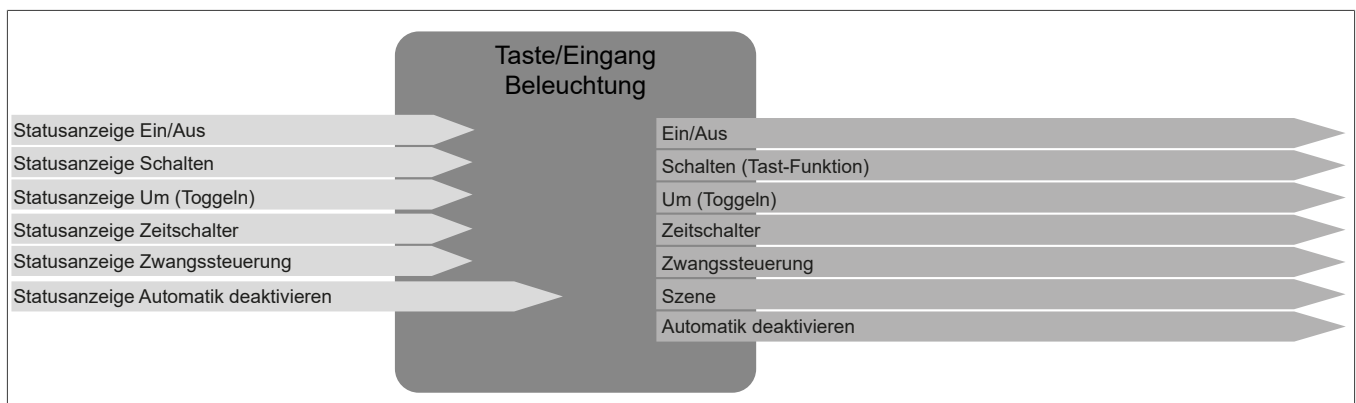 Taste/Eingang
Beleuchtung
Statusanzeige Ein/Aus
Statusanzeige Schalten
Statusanzeige Um (Toggeln)
Statusanzeige Zeitschalter
Statusanzeige Zwangssteuerung
Statusanzeige Automatik deaktivieren
Ein/Aus
Schalten (Tast-Funktion)
Um (Toggeln)
Zeitschalter
Zwangssteuerung
Szene
Automatik deaktivieren